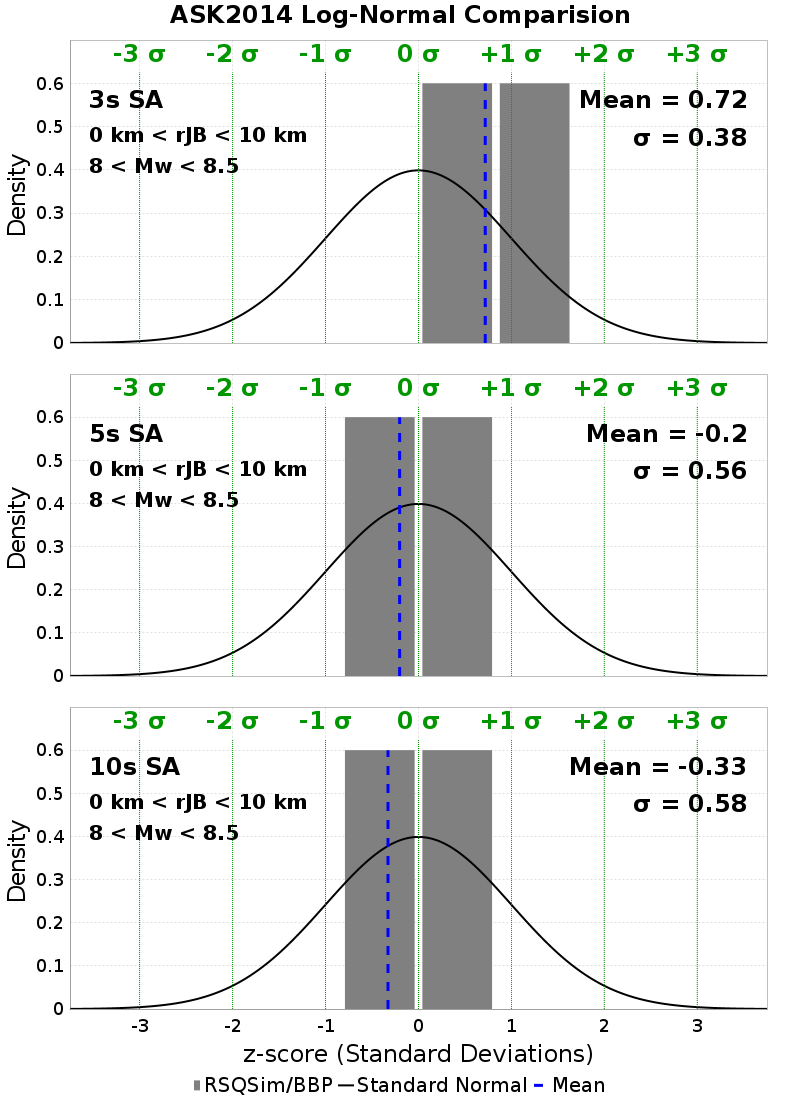 ASK2014 Log-Normal Comparision
-3 σ -2 σ -1 σ 0 σ +1 σ +2 σ +3 σ
3s SA
0 km < rJB < 10 km
8 < Mw < 8.5
Mean = 0.72
σ = 0.38
Density
0.6
0.5
0.4
0.3
0.2
0.1
0
-3 σ -2 σ -1 σ 0 σ +1 σ +2 σ +3 σ
5s SA
0 km < rJB < 10 km
8 < Mw < 8.5
Mean = -0.2
σ = 0.56
Density
0.6
0.5
0.4
0.3
0.2
0.1
0
-3 σ -2 σ -1 σ 0 σ +1 σ +2 σ +3 σ
10s SA
0 km < rJB < 10 km
8 < Mw < 8.5
Mean = -0.33
σ = 0.58
Density
0.6
0.5
0.4
0.3
0.2
0.1
0
-3 -2 -1 0 1 2 3
z-score (Standard Deviations)
RSQSim/BBP Standard Normal Mean